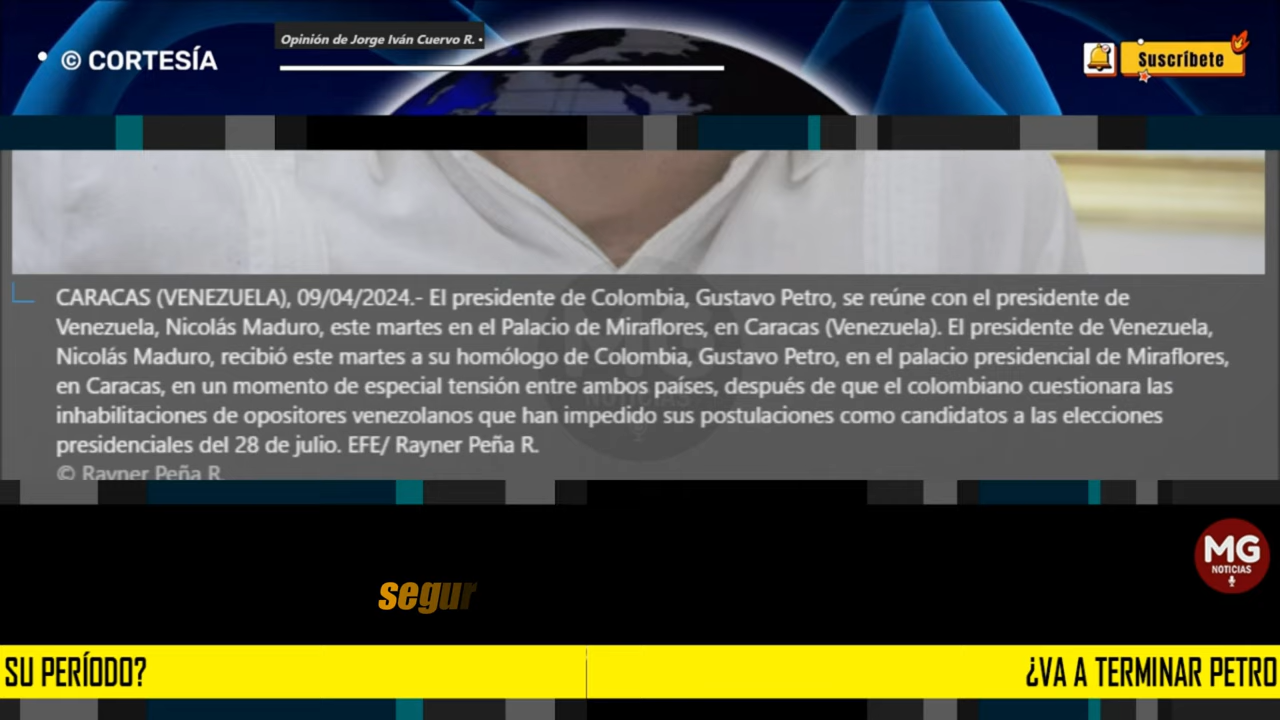 Opinión de Jorge Iván Cuervo R. •
• © CORTESÍA
Suscríbete
CARACAS (VENEZUELA), 09/04/2024.- El presidente de Colombia, Gustavo Petro, se reúne con el presidente de
Venezuela, Nicolás Maduro, este martes en el Palacio de Miraflores, en Caracas (Venezuela). El presidente de Venezuela,
Nicolás Maduro, recibió este martes a su homólogo de Colombia, Gustavo Petro, en el palacio presidencial de Miraflores,
en Caracas, en un momento de especial tensión entre ambos países, después de que el colombiano cuestionara las
inhabilitaciones de opositores venezolanos que han impedido sus postulaciones como candidatos a las elecciones
presidenciales del 28 de julio. EFE/ Rayner Peña R.
© Rayner Peña R.
MG
NOTICIAS
segur
SU PERÍODO?
¿VA A TERMINAR PETRO